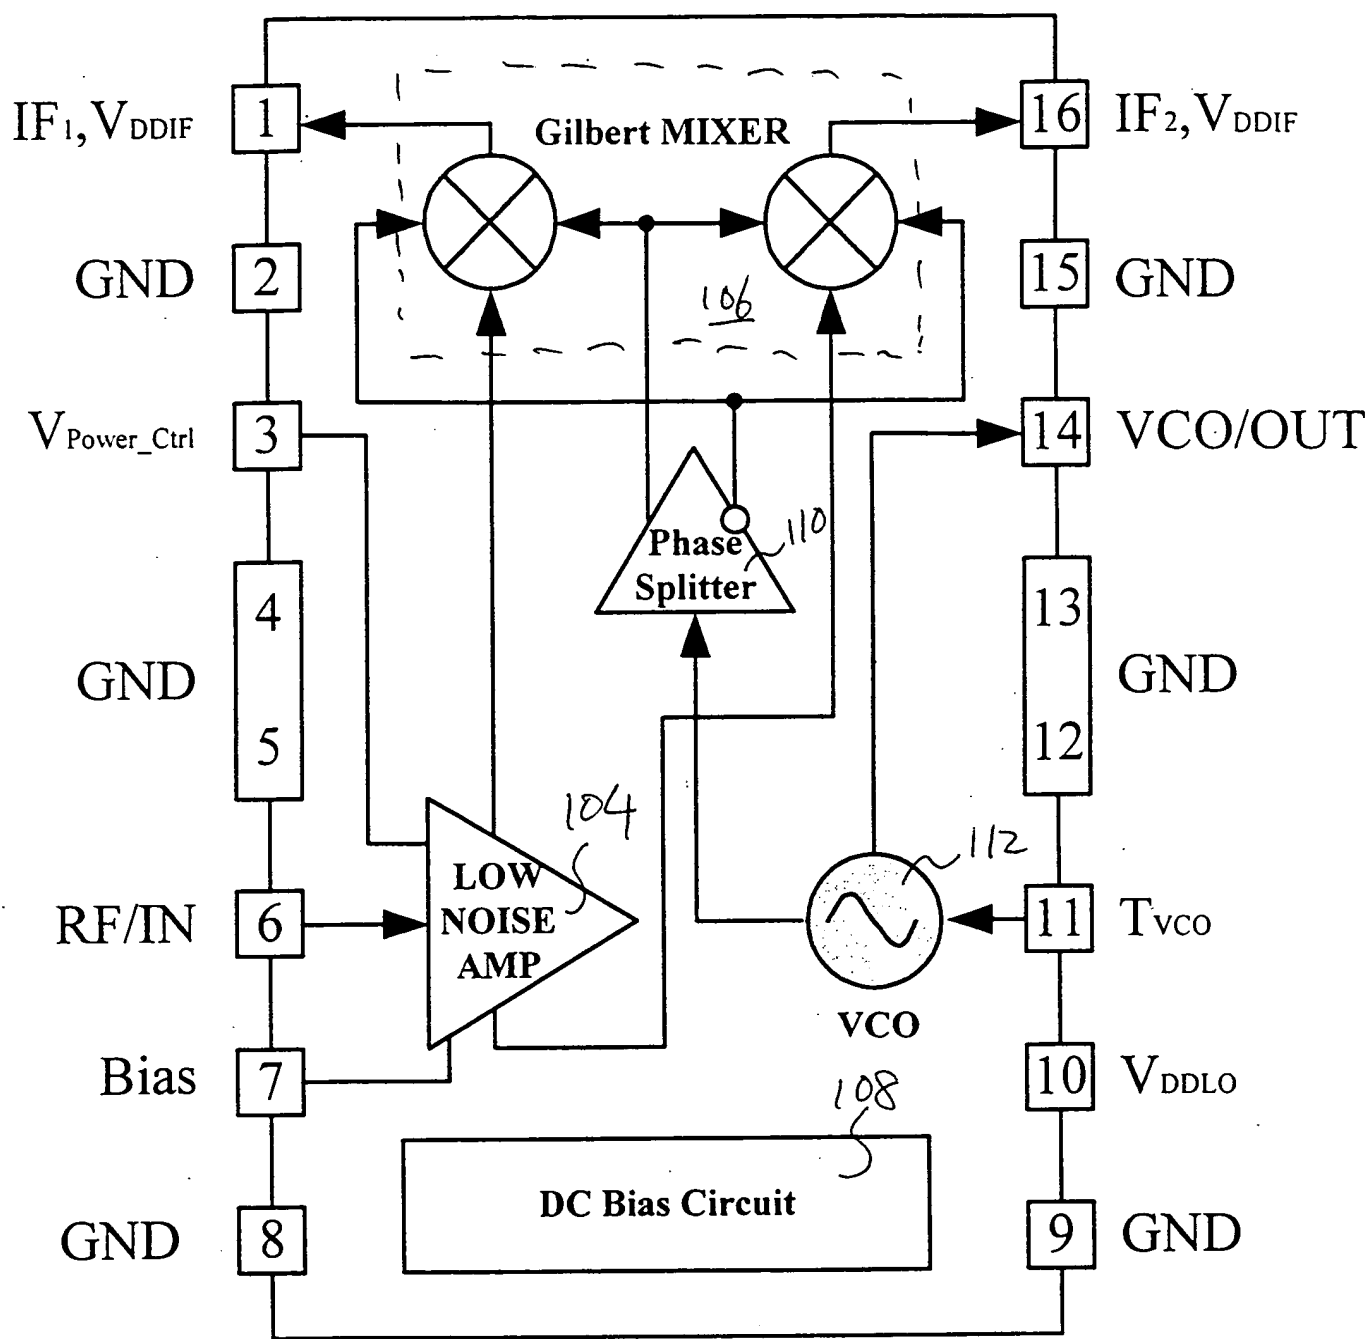 IF1,VDDIF 1 Gilbert MIXER 16 IF2,VDDIF
GND 2 106 15 GND
VPower_Ctrl 3 14 VCO/OUT
Phase
Splitter 110
4 13
GND GND
5 12
104
LOW
NOISE
AMP
112
RF/IN 6 11 TVCO
VCO
Bias 7 10 VDDLO
108
DC Bias Circuit
GND 8 9 GND